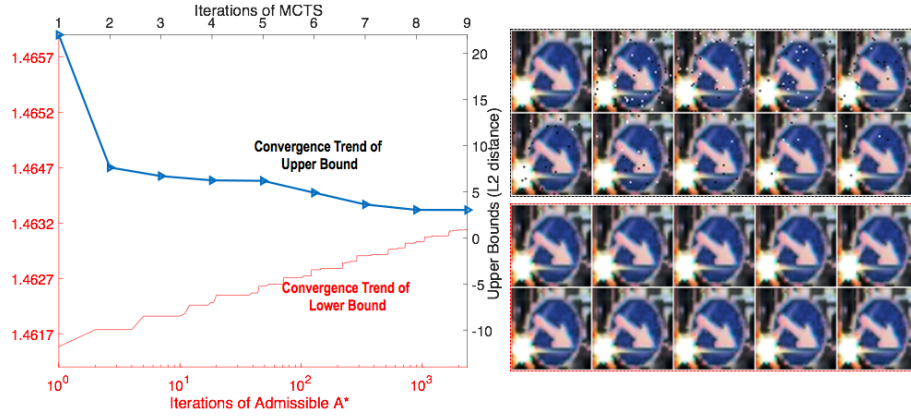 Iterations of MCTS
1 2 3 4 5 6 7 8 9
1.4657
1.4652
1.4647
1.4632
1.4627
1.4617
20
15
10
5
0
-5
-10
Upper Bounds (L2 distance)
Convergence Trend of
Upper Bound
Convergence Trend of
Lower Bound
10^0 10^1 10^2 10^3
Iterations of Admissible A*